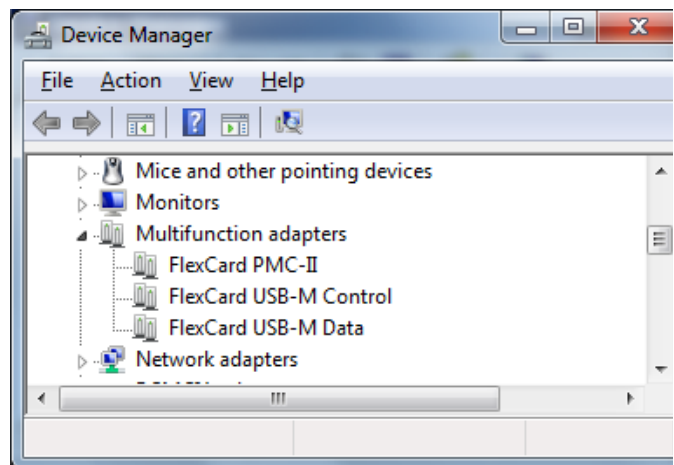 Device Manager
File Action View Help
Mice and other pointing devices
Monitors
Multifunction adapters
FlexCard PMC-II
FlexCard USB-M Control
FlexCard USB-M Data
Network adapters